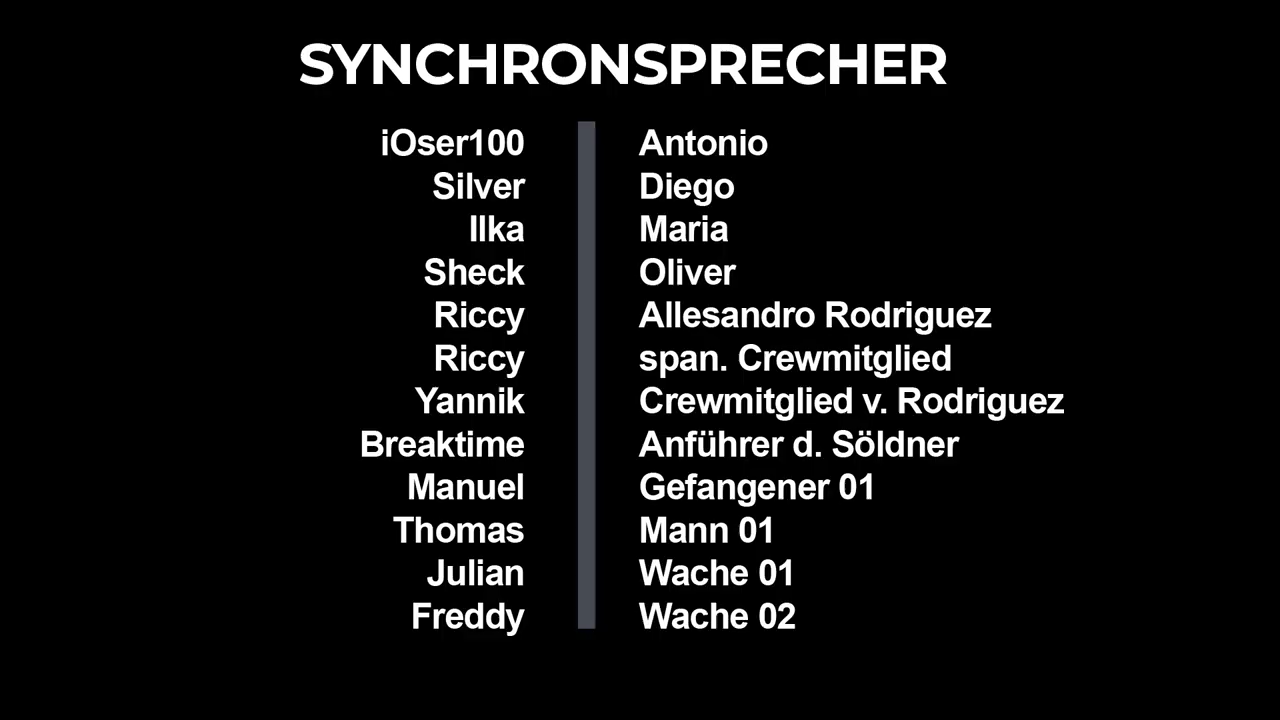 SYNCHRONSPRECHER
iOser100 Antonio
Silver Diego
Ilka Maria
Sheck Oliver
Riccy Allesandro Rodriguez
Riccy span. Crewmitglied
Yannik Crewmitglied v. Rodriguez
Breaktime Anführer d. Söldner
Manuel Gefangener 01
Thomas Mann 01
Julian Wache 01
Freddy Wache 02